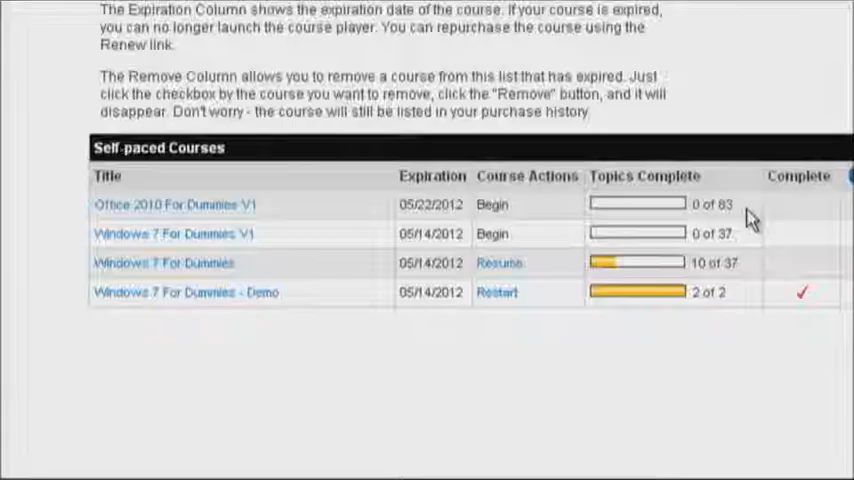 The Expiration Column shows the expiration date of the course. If your course is expired,
you can no longer launch the course player. You can repurchase the course using the
Renew link.
The Remove Column allows you to remove a course from this list that has expired. Just
click the checkbox by the course you want to remove, click the "Remove" button, and it will
disappear. Don't worry - the course will still be listed in your purchase history.
Self-paced Courses
Title Expiration Course Actions Topics Complete Complete
Office 2010 For Dummies V1 05/22/2012 Begin 0 of 83
Windows 7 For Dummies V1 05/14/2012 Begin 0 of 37
Windows 7 For Dummies 05/14/2012 Resume 10 of 37
Windows 7 For Dummies - Demo 05/14/2012 Restart 2 of 2